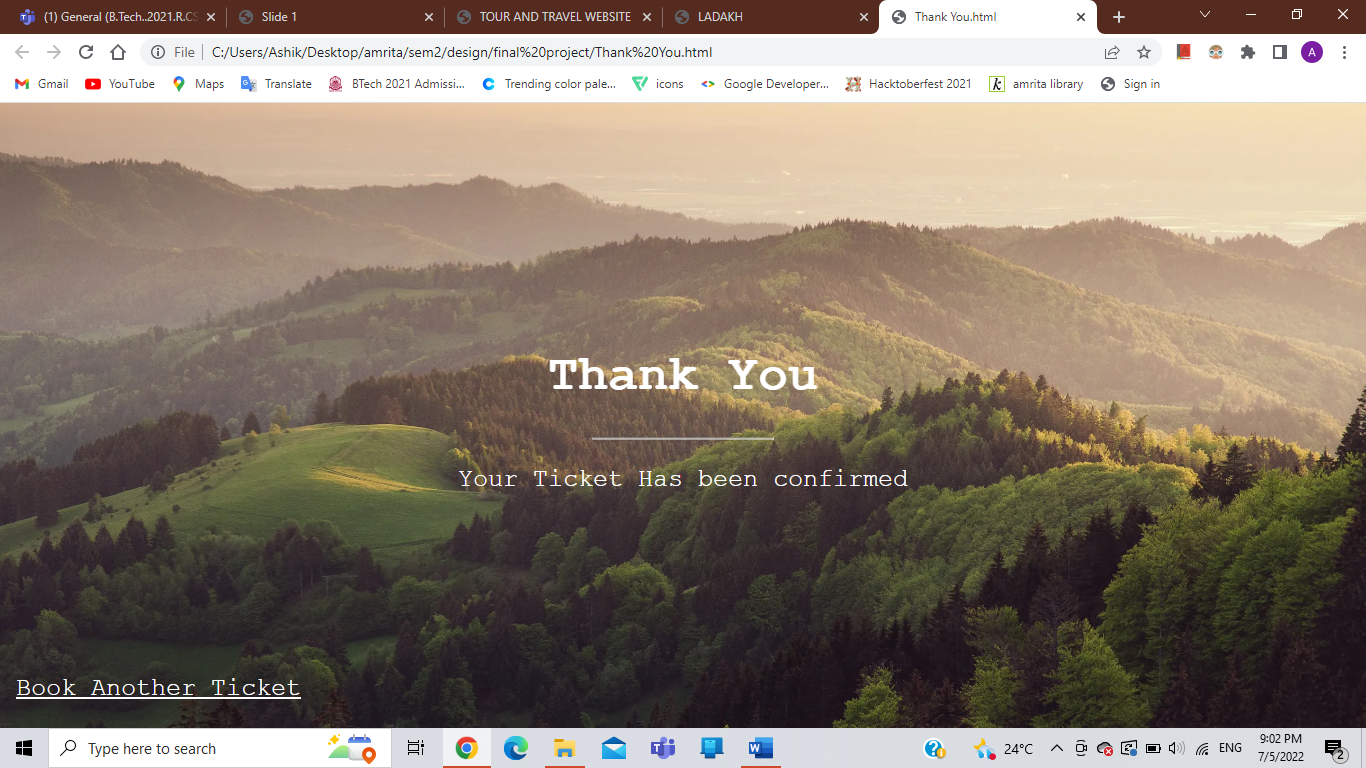 (1) General (B.Tech..2021.R.CS
Slide 1
TOUR AND TRAVEL WEBSITE
LADAKH
Thank You.html
File
C:/Users/Ashik/Desktop/amrita/sem2/design/final%20project/Thank%20You.html
A
Gmail
YouTube
Maps
Translate
BTech 2021 Admissi...
Trending color pale...
icons
Google Developer...
Hacktoberfest 2021
amrita library
Sign in
Thank You
Your Ticket Has been confirmed
Book Another Ticket
Type here to search
24°C
ENG
9:02 PM
7/5/2022
2